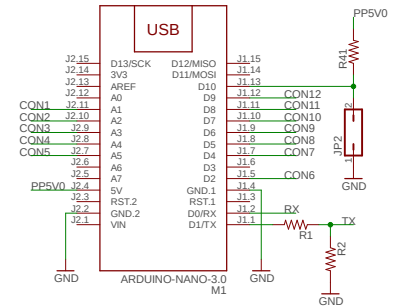 PP5V0
USB
R41
J2.15 D13/SCK D12/MISO J1.15
J2.14 3V3 D11/MOSI J1.14
J2.13 AREF D10 J1.13
J2.12 A0 D9 J1.12 CON12
CON1 J2.11 A1 D8 J1.11 CON11
CON2 J2.10 A2 D7 J1.10 CON10
CON3 J2.9 A3 D6 J1.9 CON9
CON4 J2.8 A4 D5 J1.8 CON8
CON5 J2.7 A5 D4 J1.7 CON7
J2.6 A6 D3 J1.6
J2.5 A7 D2 J1.5 CON6
PP5V0 J2.4 5V GND.1 J1.4
J2.3 RST.2 RST.1 J1.3
J2.2 GND.2 D0/RX J1.2 RX
J2.1 VIN D1/TX J1.1
2
JP2
1
GND
R1
TX
R2
GND
GND
GND
ARDUINO-NANO-3.0
M1